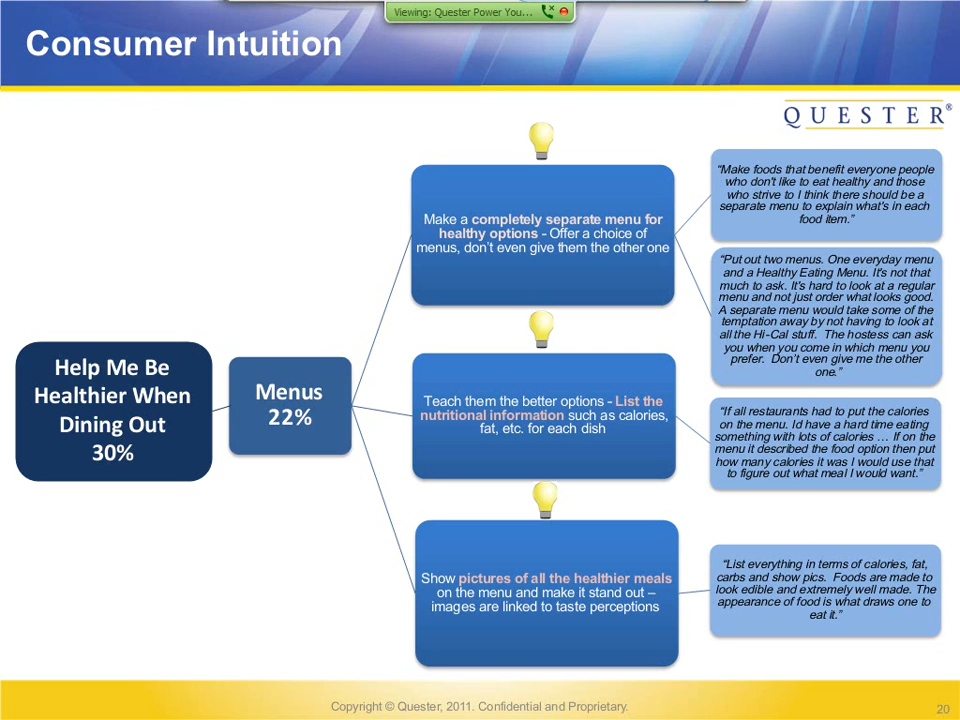 Viewing: Quester Power You...
Consumer Intuition
QUESTER®
Help Me Be
Healthier When
Dining Out
30%
Menus
22%
Make a completely separate menu for
healthy options - Offer a choice of
menus, don't even give them the other one
"Make foods that benefit everyone people
who don't like to eat healthy and those
who strive to I think there should be a
separate menu to explain what's in each
food item."
"Put out two menus. One everyday menu
and a Healthy Eating Menu. It's not that
much to ask. It's hard to look at a regular
menu and not just order what looks good.
A separate menu would take some of the
temptation away by not having to look at
all the Hi-Cal stuff. The hostess can ask
you when you come in which menu you
prefer. Don't even give me the other
one."
Teach them the better options - List the
nutritional information such as calories,
fat, etc. for each dish
"If all restaurants had to put the calories
on the menu. Id have a hard time eating
something with lots of calories … If on the
menu it described the food option then put
how many calories it was I would use that
to figure out what meal I would want."
Show pictures of all the healthier meals
on the menu and make it stand out –
images are linked to taste perceptions
"List everything in terms of calories, fat,
carbs and show pics. Foods are made to
look edible and extremely well made. The
appearance of food is what draws one to
eat it."
Copyright © Quester, 2011. Confidential and Proprietary.
20